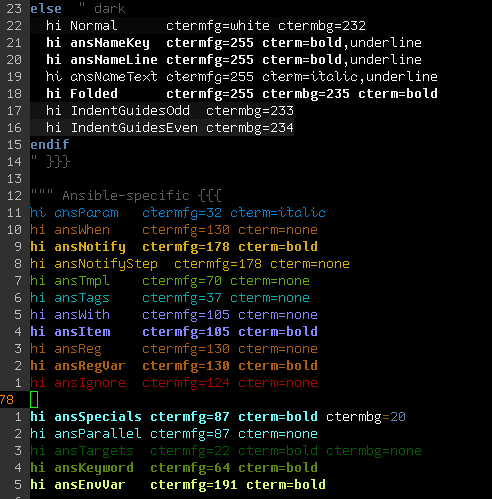 23 else  " dark
22   hi Normal      ctermfg=white ctermbg=232
21   hi ansNameKey  ctermfg=255 cterm=bold,underline
20   hi ansNameLine ctermfg=255 cterm=bold,underline
19   hi ansNameText ctermfg=255 cterm=italic,underline
18   hi Folded      ctermfg=255 ctermbg=235 cterm=bold
17   hi IndentGuidesOdd  ctermbg=233
16   hi IndentGuidesEven ctermbg=234
15 endif
14 " }}}
13
12 """ Ansible-specific {{{
11 hi ansParam   ctermfg=32 cterm=italic
10 hi ansWhen    ctermfg=130 cterm=none
9 hi ansNotify  ctermfg=178 cterm=bold
8 hi ansNotifyStep  ctermfg=178 cterm=none
7 hi ansTmpl    ctermfg=70 cterm=none
6 hi ansTags    ctermfg=37 cterm=none
5 hi ansWith    ctermfg=105 cterm=none
4 hi ansItem    ctermfg=105 cterm=bold
3 hi ansReg     ctermfg=130 cterm=none
2 hi ansRegVar  ctermfg=130 cterm=bold
1 hi ansIgnore  ctermfg=124 cterm=none
78
1 hi ansSpecials ctermfg=87 cterm=bold ctermbg=20
2 hi ansParallel ctermfg=87 cterm=none
3 hi ansTargets  ctermfg=22 cterm=bold ctermbg=none
4 hi ansKeyword  ctermfg=64 cterm=bold
5 hi ansEnvVar   ctermfg=191 cterm=bold